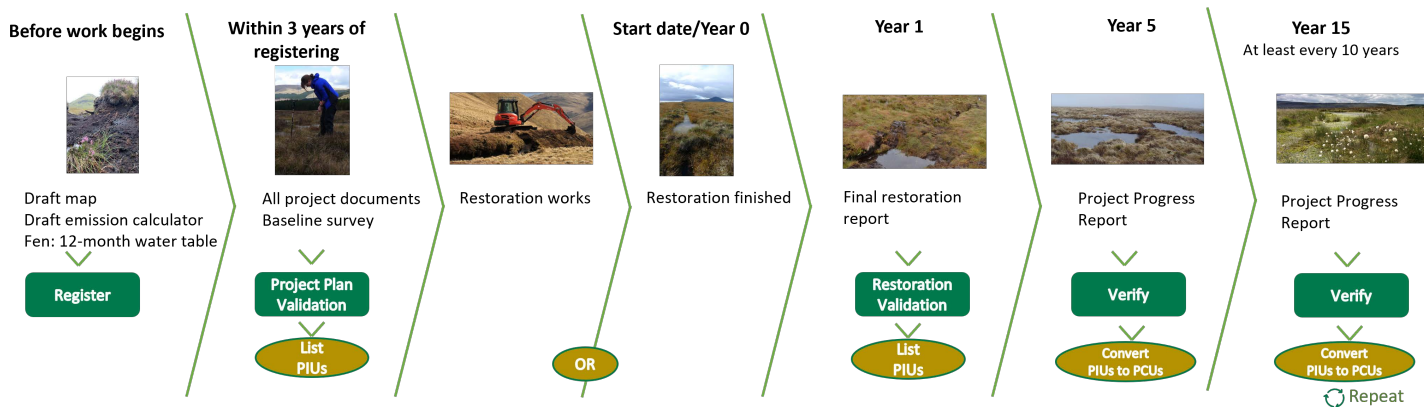 Before work begins
Draft map
Draft emission calculator
Fen: 12-month water table
Register
Within 3 years of
registering
All project documents
Baseline survey
Project Plan
Validation
List
PIUs
Restoration works
OR
Start date/Year 0
Restoration finished
Year 1
Final restoration
report
Restoration
Validation
List
PIUs
Year 5
Project Progress
Report
Verify
Convert
PIUs to PCUs
Year 15
At least every 10 years
Project Progress
Report
Verify
Convert
PIUs to PCUs
Repeat